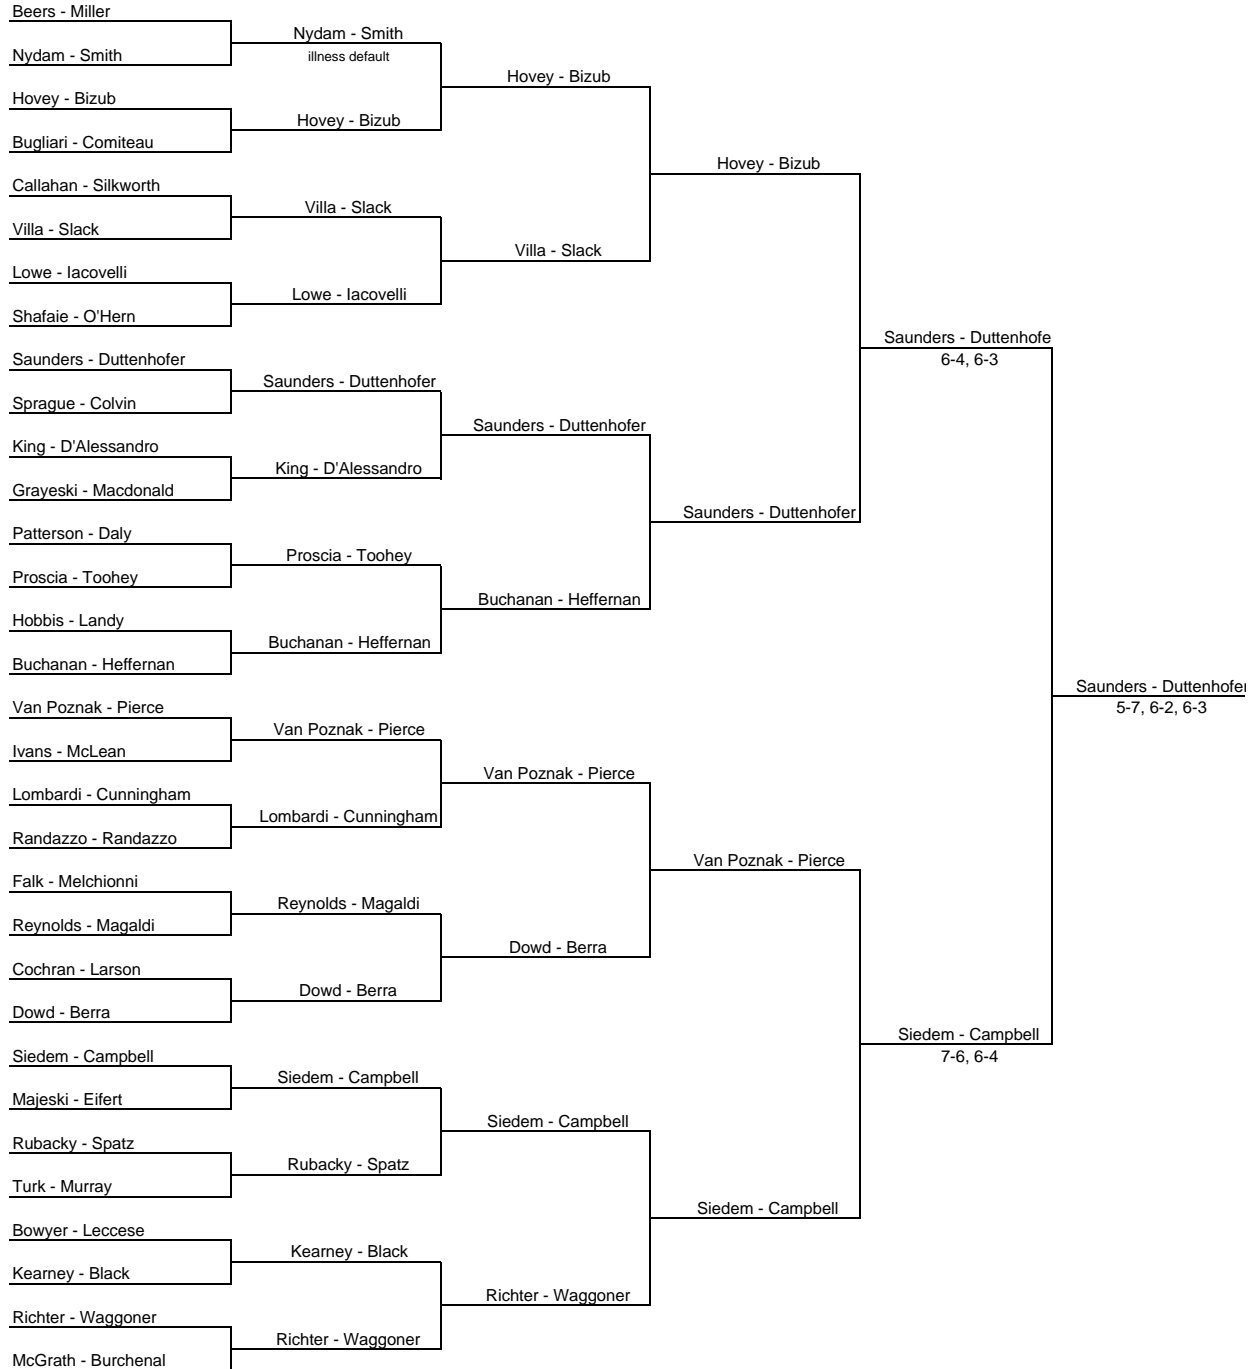 Beers - Miller
Nydam - Smith
Hovey - Bizub
Bugliari - Comiteau
Callahan - Silkworth
Villa - Slack
Lowe - Iacovelli
Shafaie - O'Hern
Saunders - Duttenhofer
Sprague - Colvin
King - D'Alessandro
Grayeski - Macdonald
Patterson - Daly
Proscia - Toohey
Hobbis - Landy
Buchanan - Heffernan
Van Poznak - Pierce
Ivans - McLean
Lombardi - Cunningham
Randazzo - Randazzo
Falk - Melchionni
Reynolds - Magaldi
Cochran - Larson
Dowd - Berra
Siedem - Campbell
Majeski - Eifert
Rubacky - Spatz
Turk - Murray
Bowyer - Leccese
Kearney - Black
Richter - Waggoner
McGrath - Burchenal
Nydam - Smith
illness default
Hovey - Bizub
Villa - Slack
Lowe - Iacovelli
Saunders - Duttenhofer
King - D'Alessandro
Proscia - Toohey
Buchanan - Heffernan
Van Poznak - Pierce
Lombardi - Cunningham
Reynolds - Magaldi
Dowd - Berra
Siedem - Campbell
Rubacky - Spatz
Kearney - Black
Richter - Waggoner
Hovey - Bizub
Villa - Slack
Saunders - Duttenhofer
Buchanan - Heffernan
Van Poznak - Pierce
Dowd - Berra
Siedem - Campbell
Richter - Waggoner
Hovey - Bizub
Saunders - Duttenhofer
Van Poznak - Pierce
Siedem - Campbell
Saunders - Duttenhofe
6-4, 6-3
Siedem - Campbell
7-6, 6-4
Saunders - Duttenhofer
5-7, 6-2, 6-3